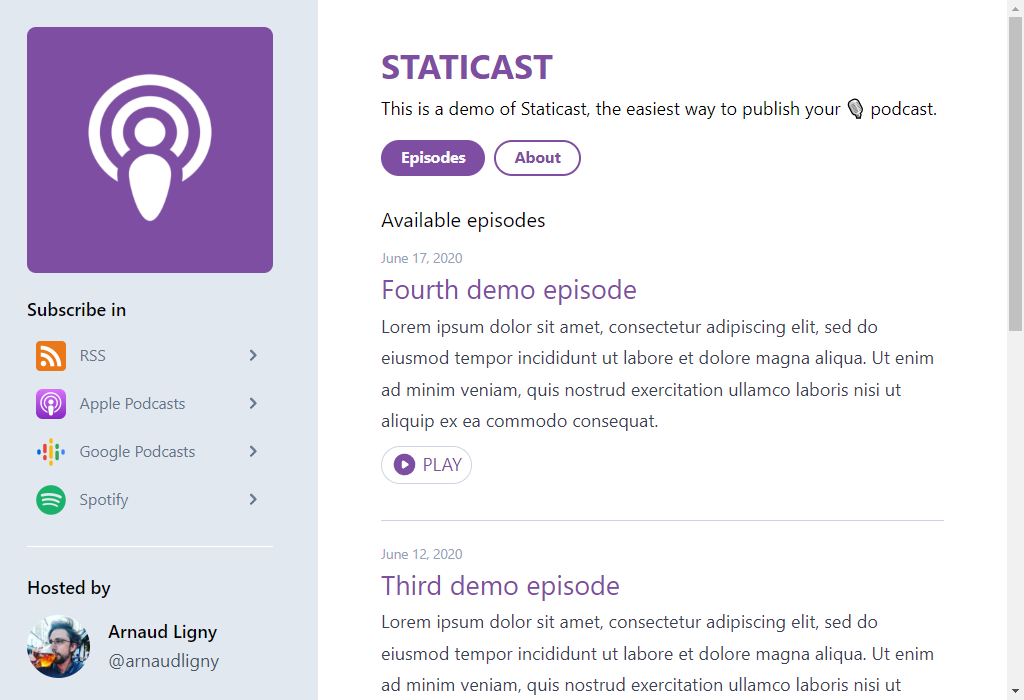 Subscribe in
RSS
Apple Podcasts
Google Podcasts
Spotify
Hosted by
Arnaud Ligny
@arnaudligny
STATICAST
This is a demo of Staticast, the easiest way to publish your 🎙 podcast.
Episodes
About
Available episodes
June 17, 2020
Fourth demo episode
Lorem ipsum dolor sit amet, consectetur adipiscing elit, sed do
eiusmod tempor incididunt ut labore et dolore magna aliqua. Ut enim
ad minim veniam, quis nostrud exercitation ullamco laboris nisi ut
aliquip ex ea commodo consequat.
PLAY
June 12, 2020
Third demo episode
Lorem ipsum dolor sit amet, consectetur adipiscing elit, sed do
eiusmod tempor incididunt ut labore et dolore magna aliqua. Ut enim
ad minim veniam, quis nostrud exercitation ullamco laboris nisi ut